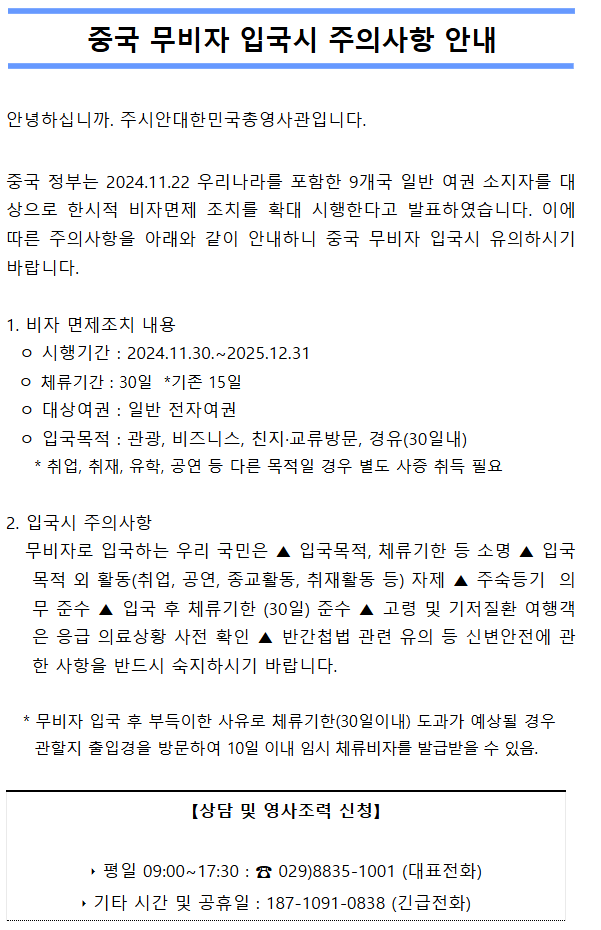 중국 무비자 입국시 주의사항 안내
안녕하십니까. 주시안대한민국총영사관입니다.
중국 정부는 2024.11.22 우리나라를 포함한 9개국 일반 여권 소지자를 대
상으로 한시적 비자면제 조치를 확대 시행한다고 발표하였습니다. 이에
따른 주의사항을 아래와 같이 안내하니 중국 무비자 입국시 유의하시기
바랍니다.
1. 비자 면제조치 내용
ㅇ 시행기간 : 2024.11.30.~2025.12.31
ㅇ 체류기간 : 30일 *기존 15일
ㅇ 대상여권 : 일반 전자여권
ㅇ 입국목적 : 관광, 비즈니스, 친지·교류방문, 경유(30일내)
* 취업, 취재, 유학, 공연 등 다른 목적일 경우 별도 사증 취득 필요
2. 입국시 주의사항
무비자로 입국하는 우리 국민은 ▲ 입국목적, 체류기한 등 소명 ▲ 입국
목적 외 활동(취업, 공연, 종교활동, 취재활동 등) 자제 ▲ 주숙등기 의
무 준수 ▲ 입국 후 체류기한 (30일) 준수 ▲ 고령 및 기저질환 여행객
은 응급 의료상황 사전 확인 ▲ 반간첩법 관련 유의 등 신변안전에 관
한 사항을 반드시 숙지하시기 바랍니다.
* 무비자 입국 후 부득이한 사유로 체류기한(30일이내) 도과가 예상될 경우
관할지 출입경을 방문하여 10일 이내 임시 체류비자를 발급받을 수 있음.
【상담 및 영사조력 신청】
‣ 평일 09:00~17:30 : ☎ 029)8835-1001 (대표전화)
‣ 기타 시간 및 공휴일 : 187-1091-0838 (긴급전화)